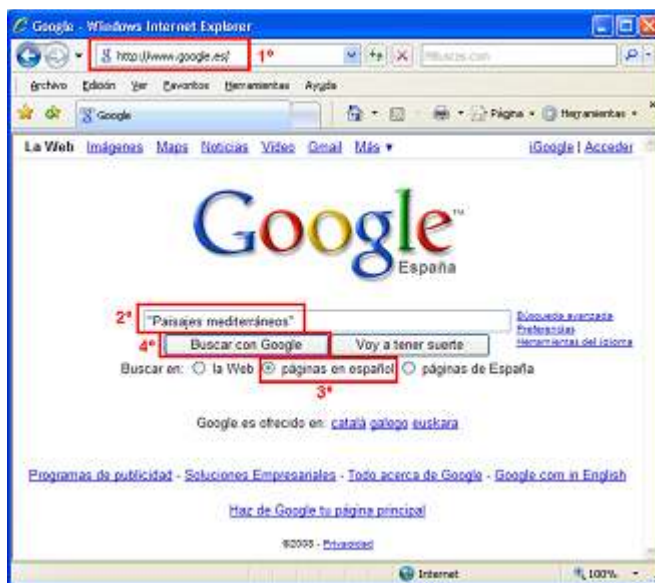 Google - Windows Internet Explorer
http://www.google.es/ 1º
Archivo Edición Ver Favoritos Herramientas Ayuda
Google Página Herramientas
La Web Imágenes Maps Noticias Vídeo Gmail Más iGoogle | Acceder
Google™
España
2º "Paisajes mediterráneos" Búsqueda avanzada
Preferencias
4º Buscar con Google Voy a tener suerte Herramientas del idioma
Buscar en: la Web páginas en español páginas de España
3º
Google.es ofrecido en: català galego euskara
Programas de publicidad - Soluciones Empresariales - Todo acerca de Google - Google.com in English
Haz de Google tu página principal
©2008 - Privacidad
Internet 100%